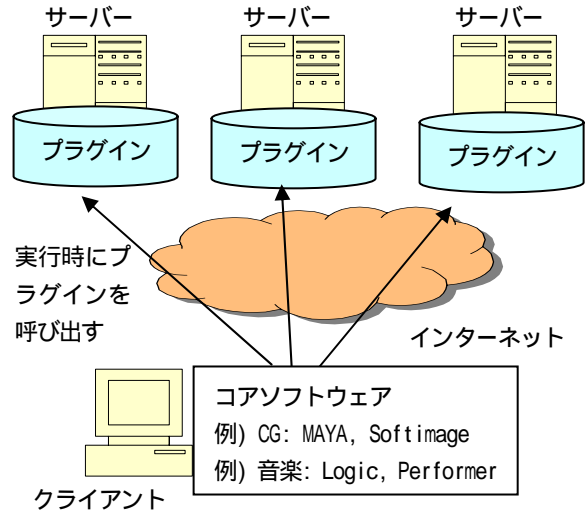 サーバー
サーバー
サーバー
プラグイン
プラグイン
プラグイン
実行時にプ
ラグインを
呼び出す
インターネット
コアソフトウェア
例) CG: MAYA, Softimage
例) 音楽: Logic, Performer
クライアント